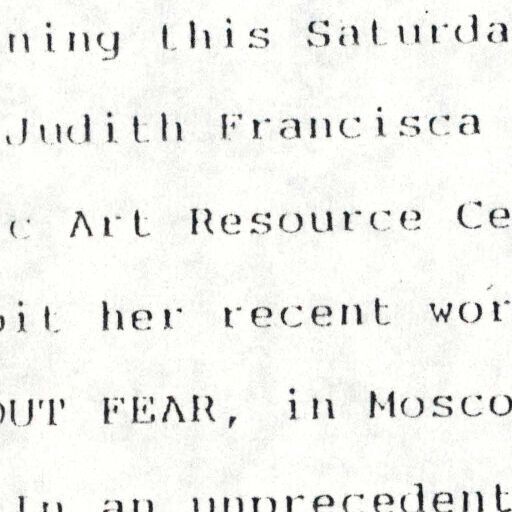 ning this Saturda
Judith Francisca
c Art Resource Ce
bit her recent wor
OUT FEAR, in Mosco
In an unprecedent